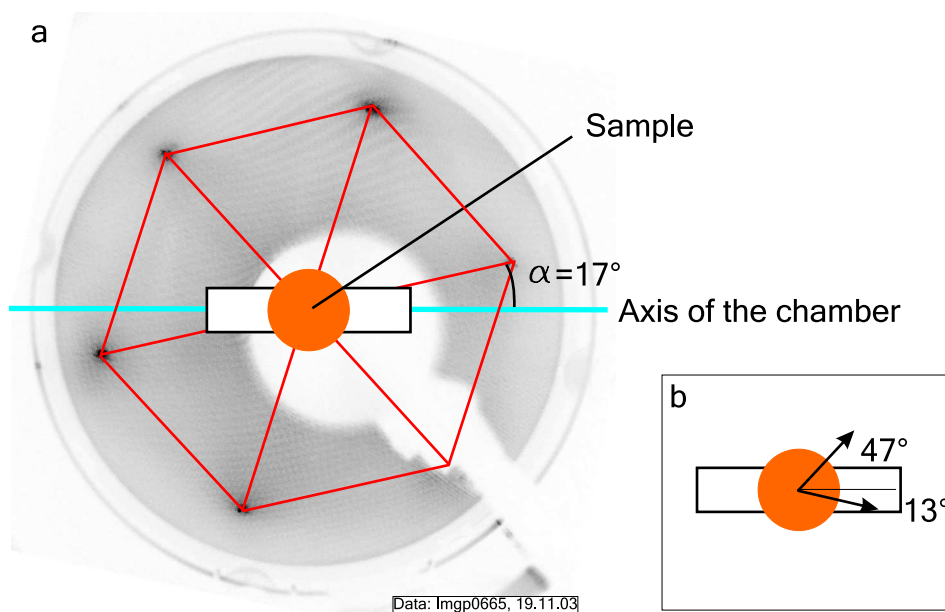 a
Sample
α=17°
Axis of the chamber
b
47°
13°
Data: Imgp0665, 19.11.03